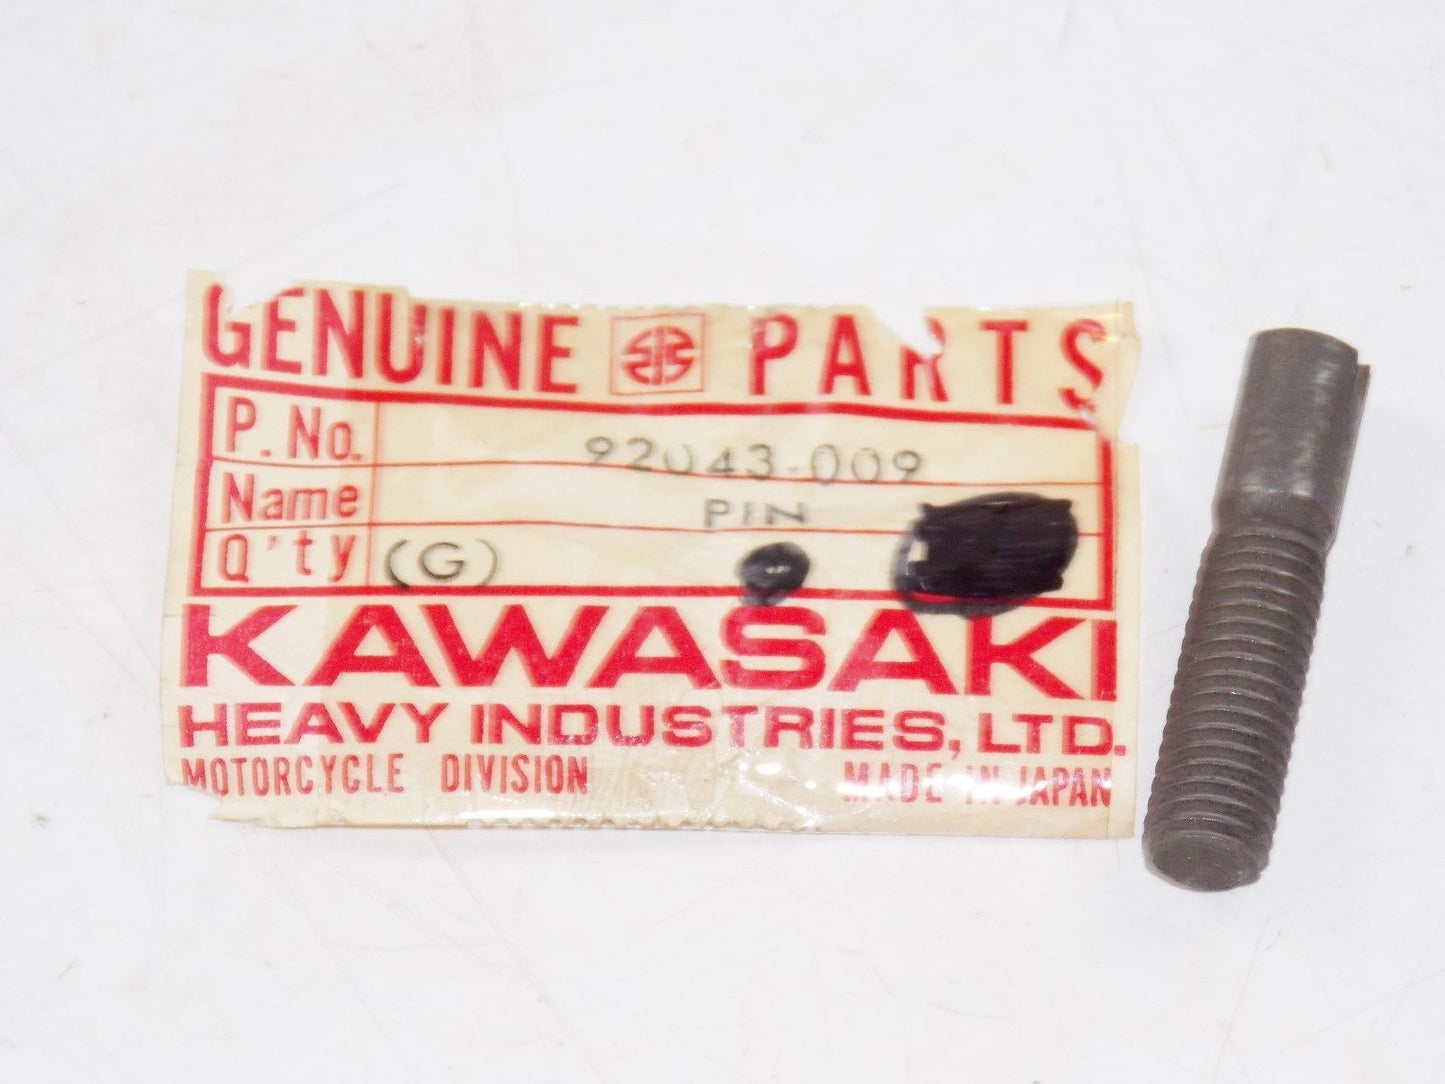 GENUINE PARTS
P. No. 92043-009
Name PIN
Q'ty (G)
KAWASAKI
HEAVY INDUSTRIES, LTD.
MOTORCYCLE DIVISION MADE IN JAPAN